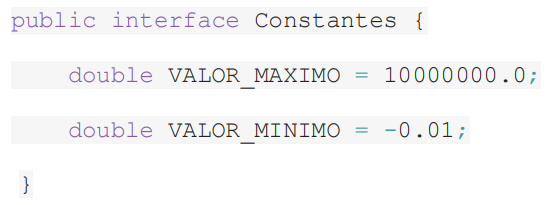 public interface Constantes {
double VALOR_MAXIMO = 10000000.0;
double VALOR_MINIMO = -0.01;
}